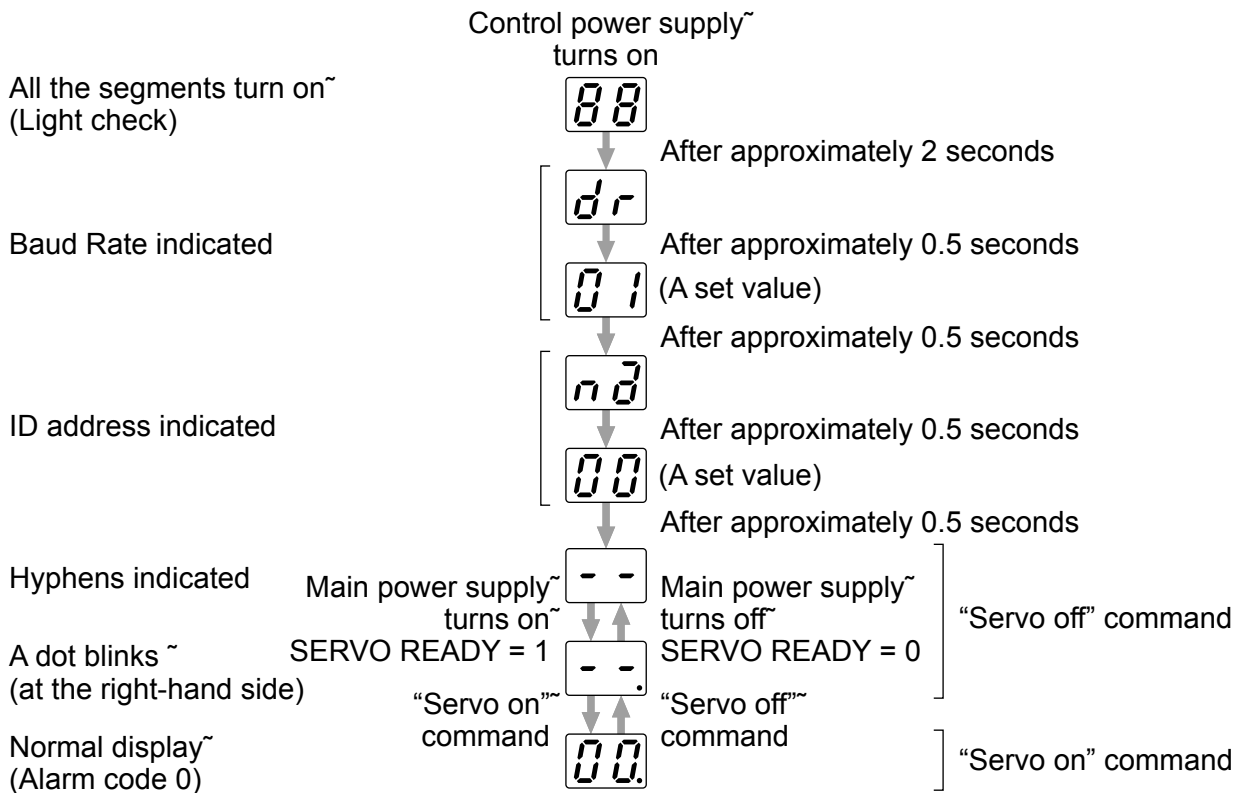 Control power supply˜
turns on
All the segments turn on˜
(Light check)
88
After approximately 2 seconds
dr
Baud Rate indicated
After approximately 0.5 seconds
01
(A set value)
After approximately 0.5 seconds
nd
ID address indicated
After approximately 0.5 seconds
00
(A set value)
After approximately 0.5 seconds
Hyphens indicated
- -
Main power supply˜
turns on˜
SERVO READY = 1
Main power supply˜
turns off˜
SERVO READY = 0
“Servo off” command
A dot blinks ˜
(at the right-hand side)
- -.
“Servo on”˜
command
“Servo off”˜
command
Normal display˜
(Alarm code 0)
00.
“Servo on” command